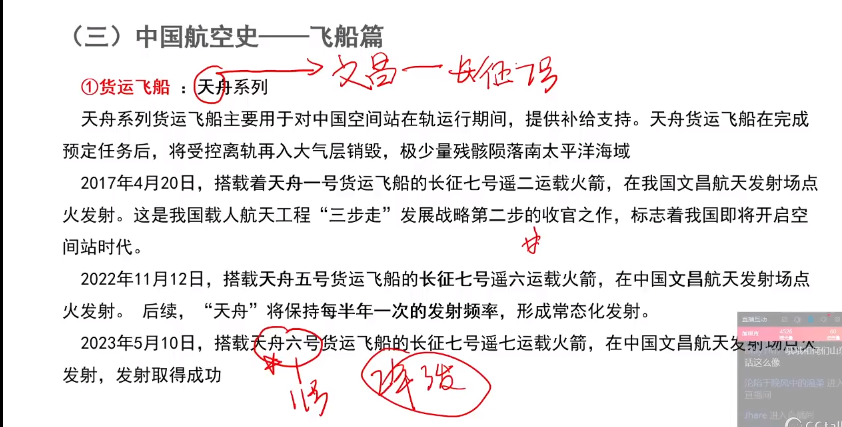 （三）中国航空史——飞船篇
①货运飞船 ：天舟系列
文昌一长征7号
天舟系列货运飞船主要用于对中国空间站在轨运行期间，提供补给支持。天舟货运飞船在完成
预定任务后，将受控离轨再入大气层销毁，极少量残骸陨落南太平洋海域
2017年4月20日，搭载着天舟一号货运飞船的长征七号遥二运载火箭，在我国文昌航天发射场点
火发射。这是我国载人航天工程“三步走”发展战略第二步的收官之作，标志着我国即将开启空
间站时代。
2022年11月12日，搭载天舟五号货运飞船的长征七号遥六运载火箭，在中国文昌航天发射场点
火发射。 后续，“天舟”将保持每半年一次的发射频率，形成常态化发射。
2023年5月10日，搭载天舟六号货运飞船的长征七号遥七运载火箭，在中国文昌航天发射场点火
发射，发射取得成功
2年3发